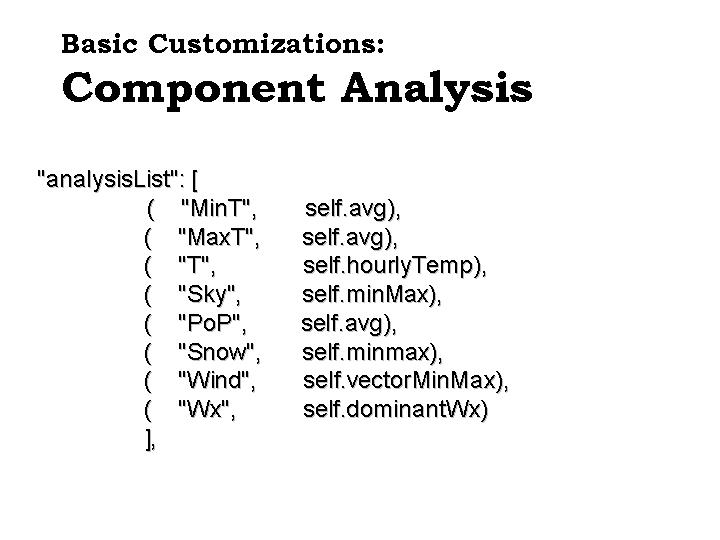 Basic Customizations:
Component Analysis
"analysis.List": [
( "Min.T", self.avg),
( "Max.T", self.avg),
( "T", self.hourly.Temp),
( "Sky", self.min.Max),
( "Po.P", self.avg),
( "Snow", self.minmax),
( "Wind", self.vector.Min.Max),
( "Wx", self.dominant.Wx)
],